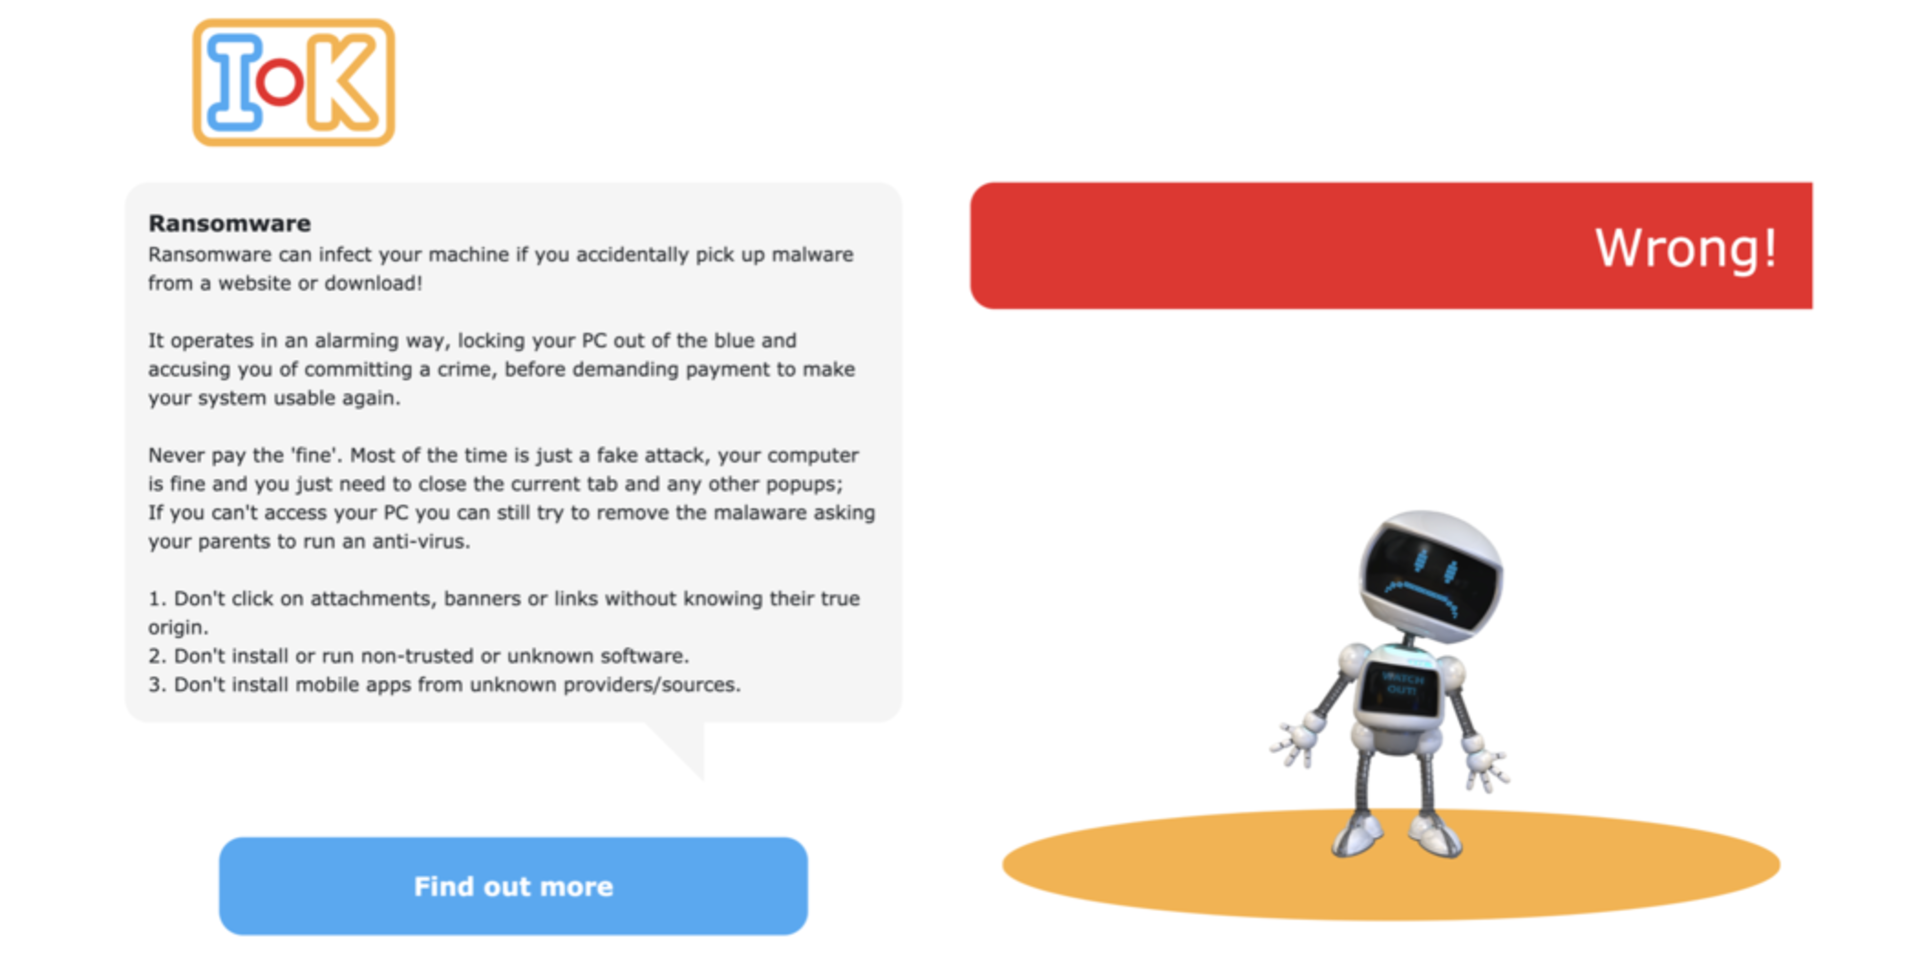 IoK
Ransomware
Ransomware can infect your machine if you accidentally pick up malware
from a website or download!
It operates in an alarming way, locking your PC out of the blue and
accusing you of committing a crime, before demanding payment to make
your system usable again.
Never pay the 'fine'. Most of the time is just a fake attack, your computer
is fine and you just need to close the current tab and any other popups;
If you can't access your PC you can still try to remove the malaware asking
your parents to run an anti-virus.
1. Don't click on attachments, banners or links without knowing their true
origin.
2. Don't install or run non-trusted or unknown software.
3. Don't install mobile apps from unknown providers/sources.
Find out more
Wrong!
WATCH
OUT!